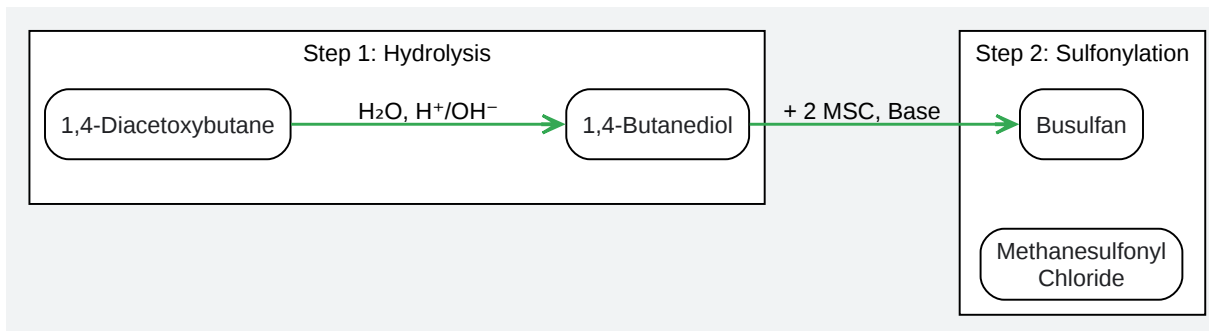 Step 1: Hydrolysis
1,4-Diacetoxybutane
H₂O, H⁺/OH⁻
1,4-Butanediol
+ 2 MSC, Base
Step 2: Sulfonylation
Busulfan
Methanesulfonyl
Chloride